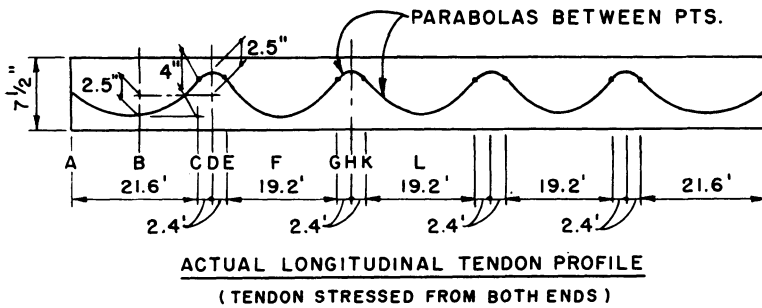 PARABOLAS BETWEEN PTS.
2.5"
4"
2.5"
7 1/2"
A B C D E F G H K L
21.6' 19.2' 19.2' 19.2' 21.6'
2.4' 2.4' 2.4' 2.4'
ACTUAL LONGITUDINAL TENDON PROFILE
(TENDON STRESSED FROM BOTH ENDS)